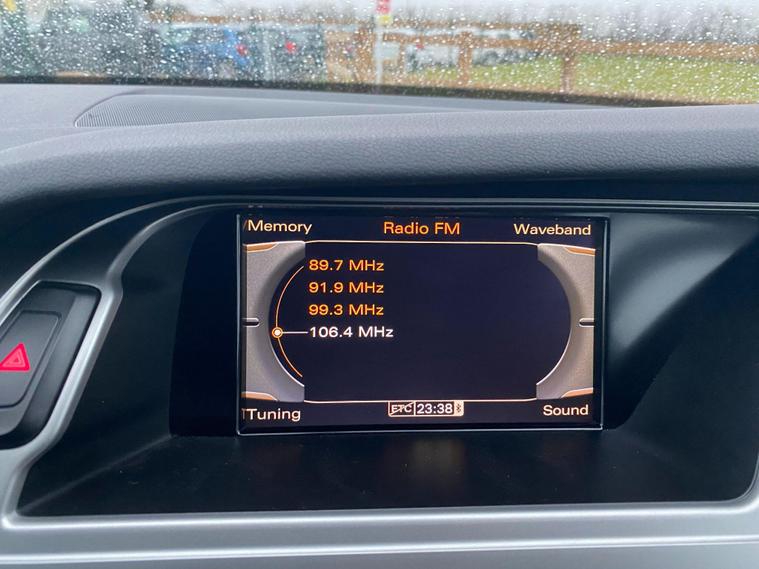 Memory
Radio FM
Waveband
89.7 MHz
91.9 MHz
99.3 MHz
106.4 MHz
Tuning
ETC 23:38
Sound